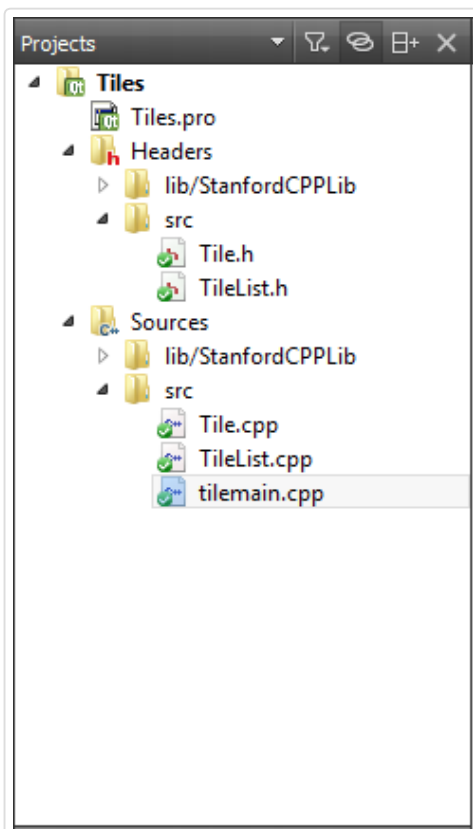 Projects
Tiles
Tiles.pro
Headers
lib/StanfordCPPLib
src
Tile.h
TileList.h
Sources
lib/StanfordCPPLib
src
Tile.cpp
TileList.cpp
tilemain.cpp